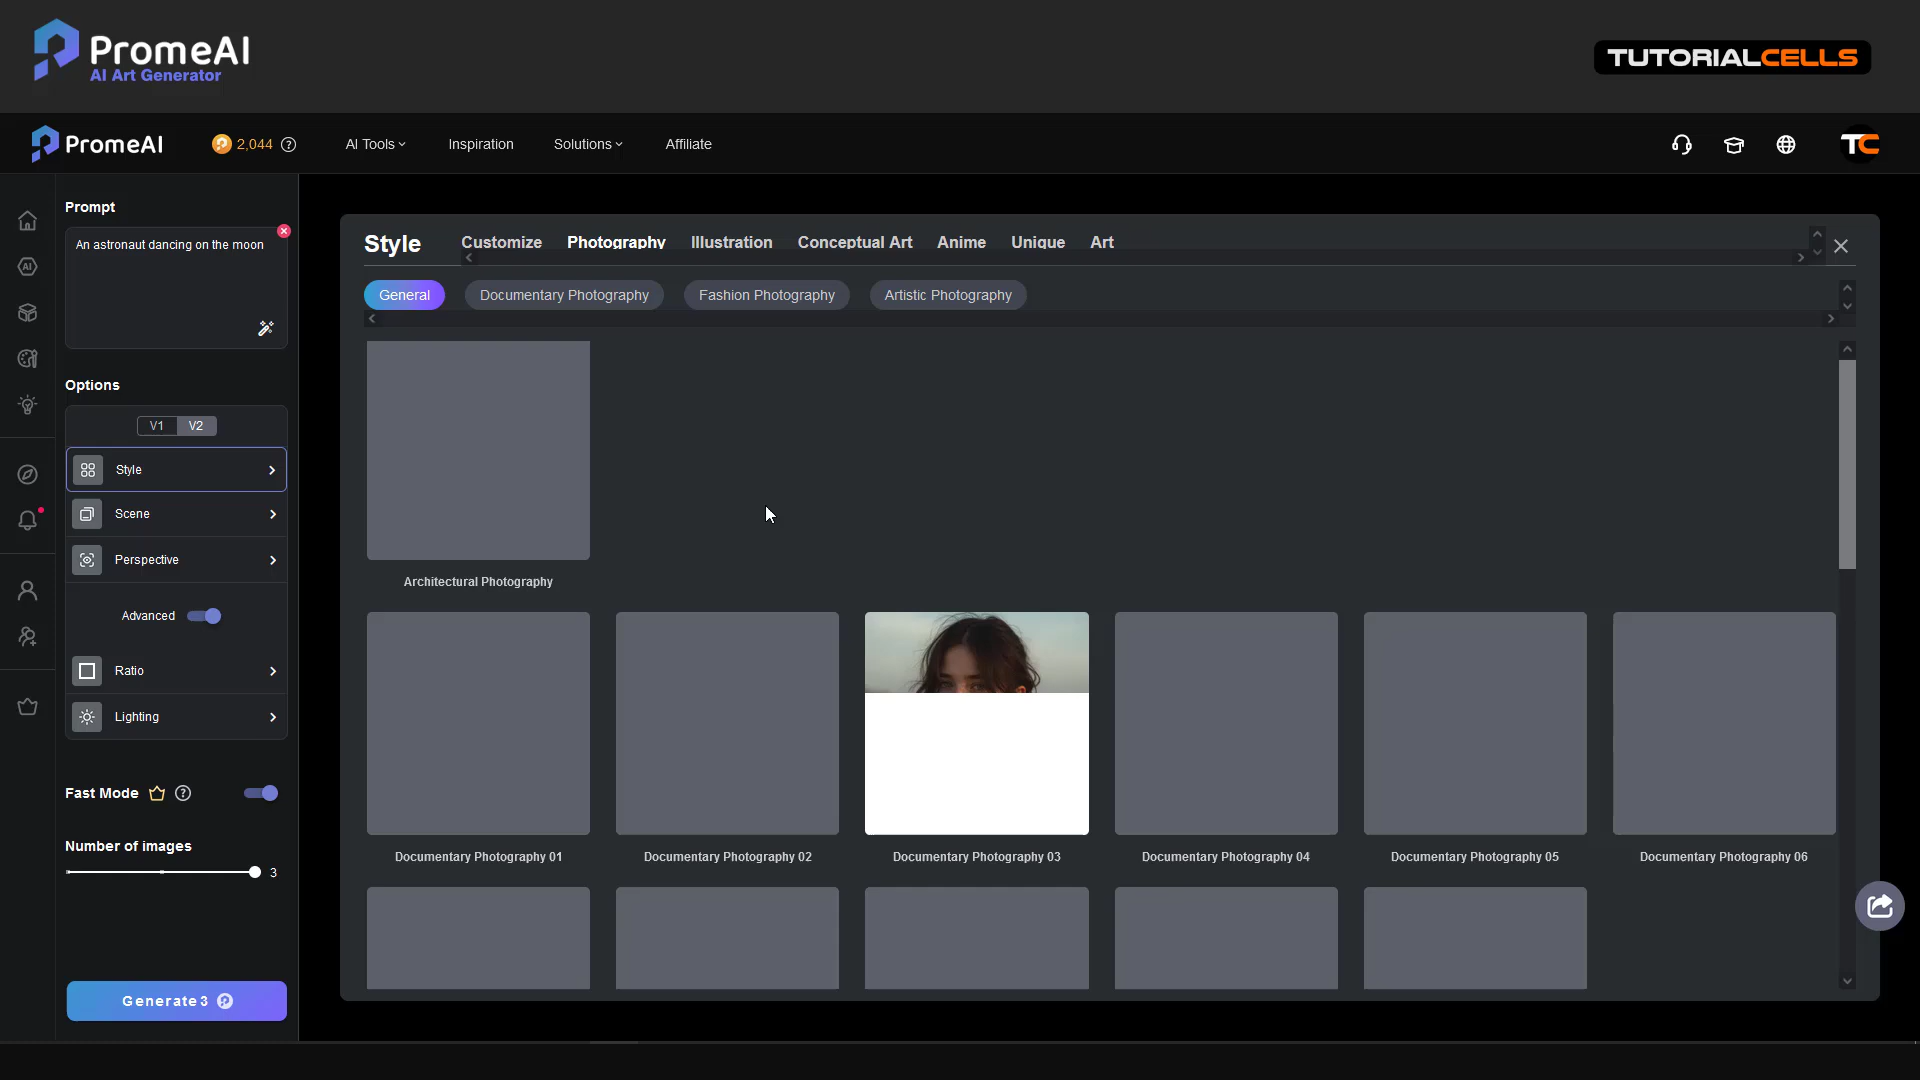 PromeAI
AI Art Generator
TUTORIALCELLS
PromeAI
2,044
AI Tools
Inspiration
Solutions
Affiliate
TC
Prompt
An astronaut dancing on the moon
Options
V1 V2
Style
Scene
Perspective
Advanced
Ratio
Lighting
Fast Mode
Number of images
3
Generate 3
Style
Customize Photography Illustration Conceptual Art Anime Unique Art
General Documentary Photography Fashion Photography Artistic Photography
Architectural Photography
Documentary Photography 01
Documentary Photography 02
Documentary Photography 03
Documentary Photography 04
Documentary Photography 05
Documentary Photography 06